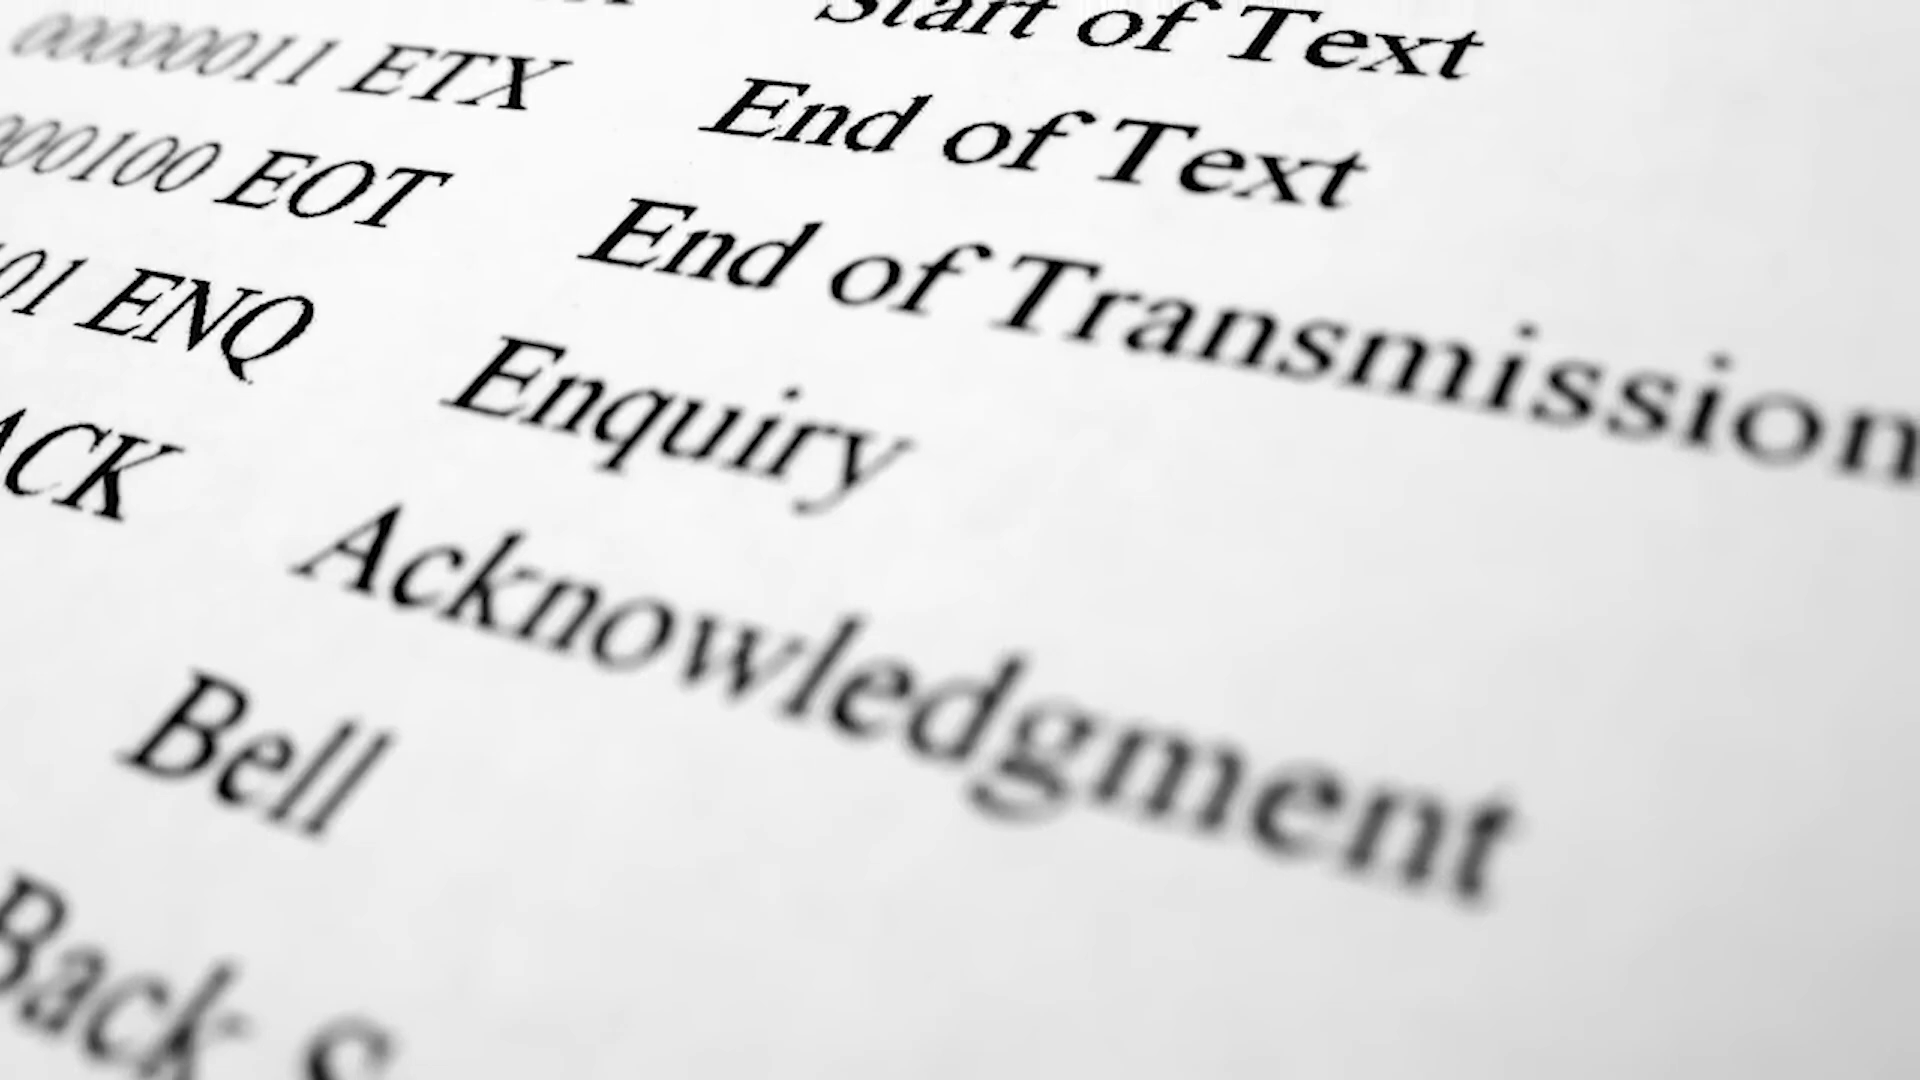 Start of Text
00000011 ETX End of Text
000100 EOT End of Transmission
01 ENQ Enquiry
ACK Acknowledgment
Bell
Back S